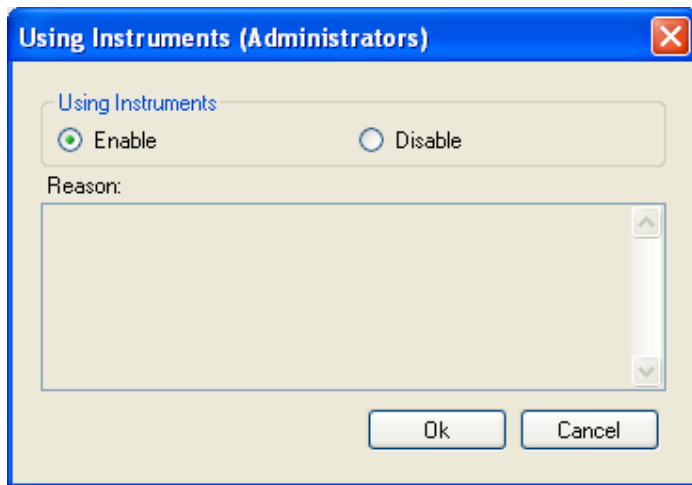 Using Instruments (Administrators)
Using Instruments
Enable Disable
Reason:
Ok Cancel